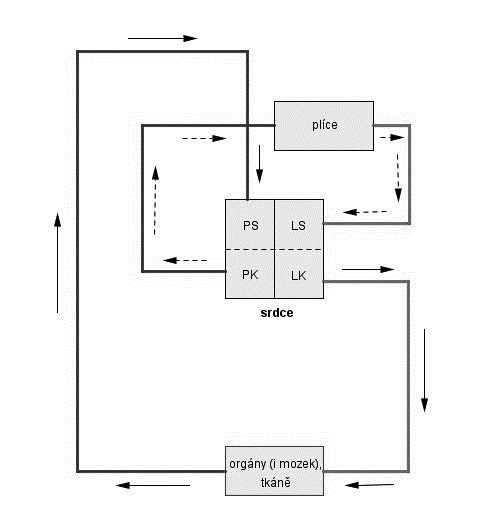 plíce
PS LS
PK LK
srdce
orgány (i mozek),
tkáně